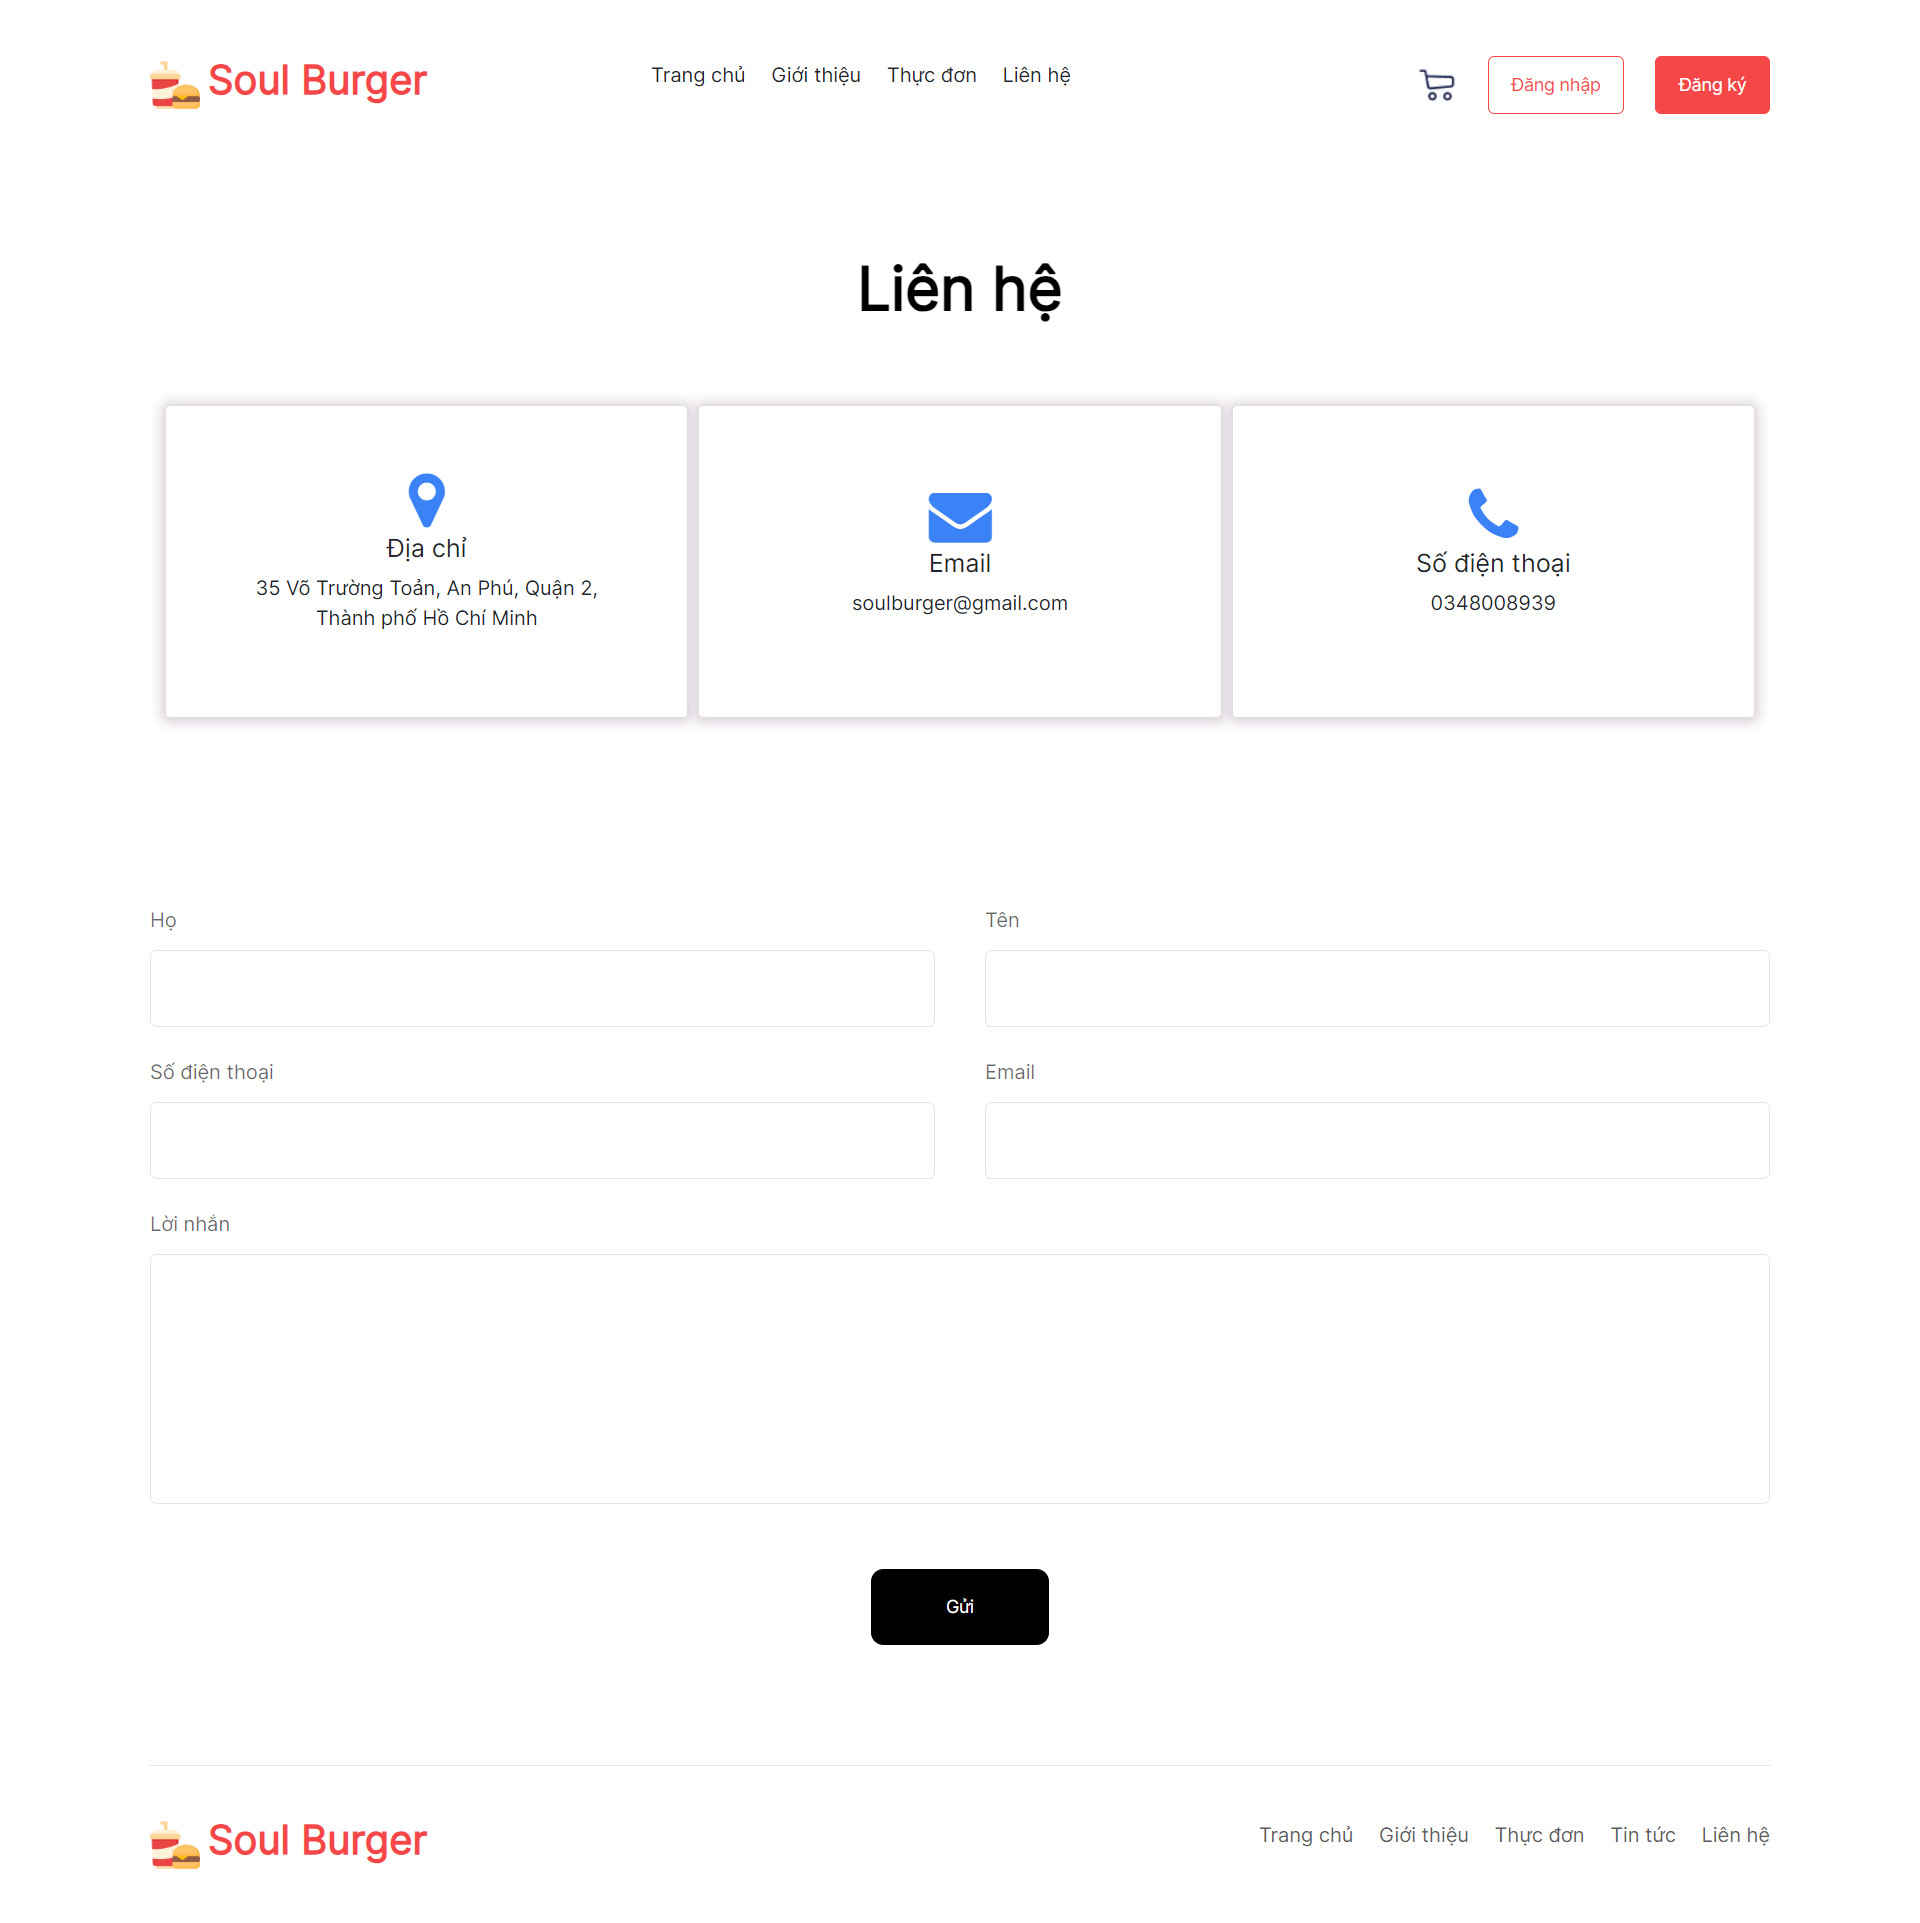 Soul Burger
Trang chủ Giới thiệu Thực đơn Liên hệ
Đăng nhập
Đăng ký
Liên hệ
Địa chỉ
35 Võ Trường Toản, An Phú, Quận 2,
Thành phố Hồ Chí Minh
Email
soulburger@gmail.com
Số điện thoại
0348008939
Họ
Tên
Số điện thoại
Email
Lời nhắn
Gửi
Soul Burger
Trang chủ Giới thiệu Thực đơn Tin tức Liên hệ